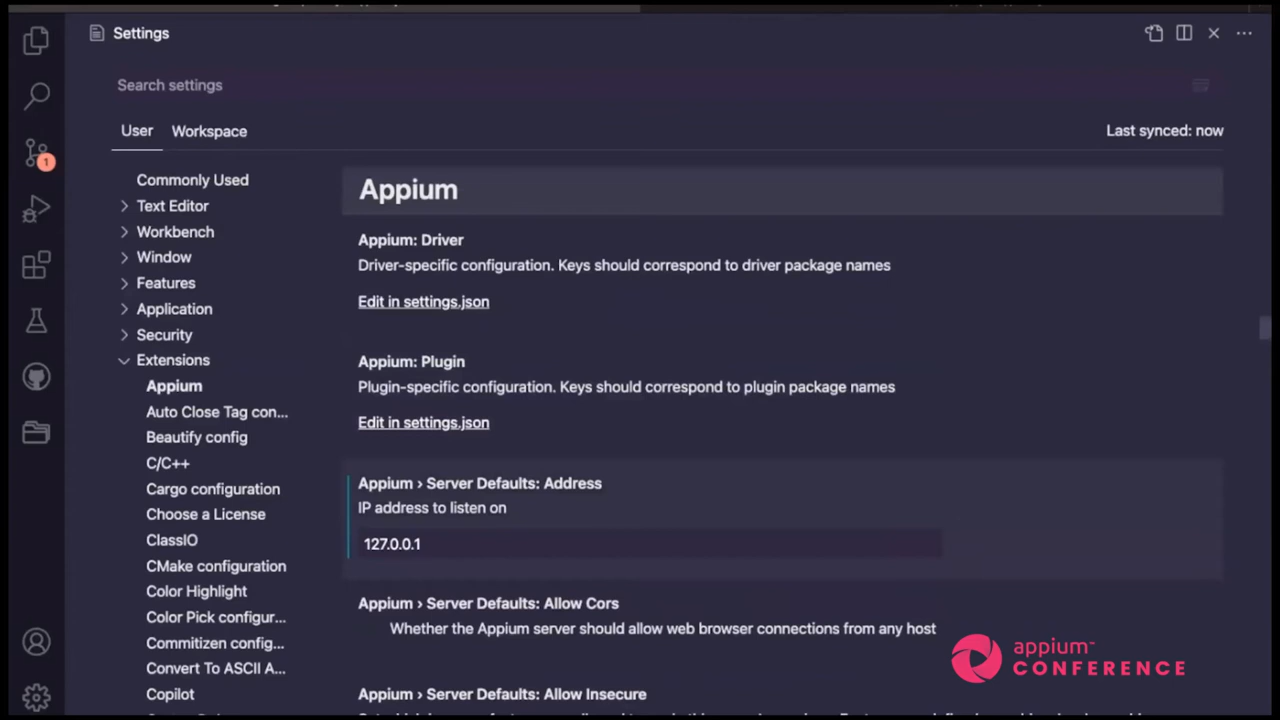 Settings
Search settings
User Workspace
Last synced: now
Commonly Used
Text Editor
Workbench
Window
Features
Application
Security
Extensions
Appium
Auto Close Tag con...
Beautify config
C/C++
Cargo configuration
Choose a License
ClassIO
CMake configuration
Color Highlight
Color Pick configur...
Commitizen config...
Convert To ASCII A...
Copilot
Appium
Appium: Driver
Driver-specific configuration. Keys should correspond to driver package names
Edit in settings.json
Appium: Plugin
Plugin-specific configuration. Keys should correspond to plugin package names
Edit in settings.json
Appium › Server Defaults: Address
IP address to listen on
127.0.0.1
Appium › Server Defaults: Allow Cors
Whether the Appium server should allow web browser connections from any host
Appium › Server Defaults: Allow Insecure
1
appium™
CONFERENCE